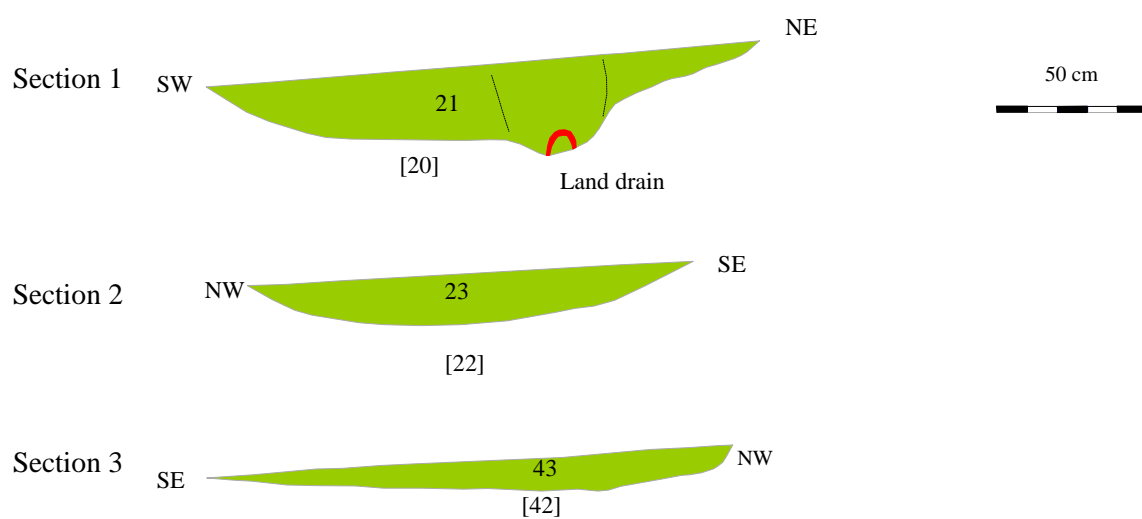 NE
Section 1
SW
50 cm
21
[20]
Land drain
Section 2
NW
23
SE
[22]
Section 3
SE
43
NW
[42]